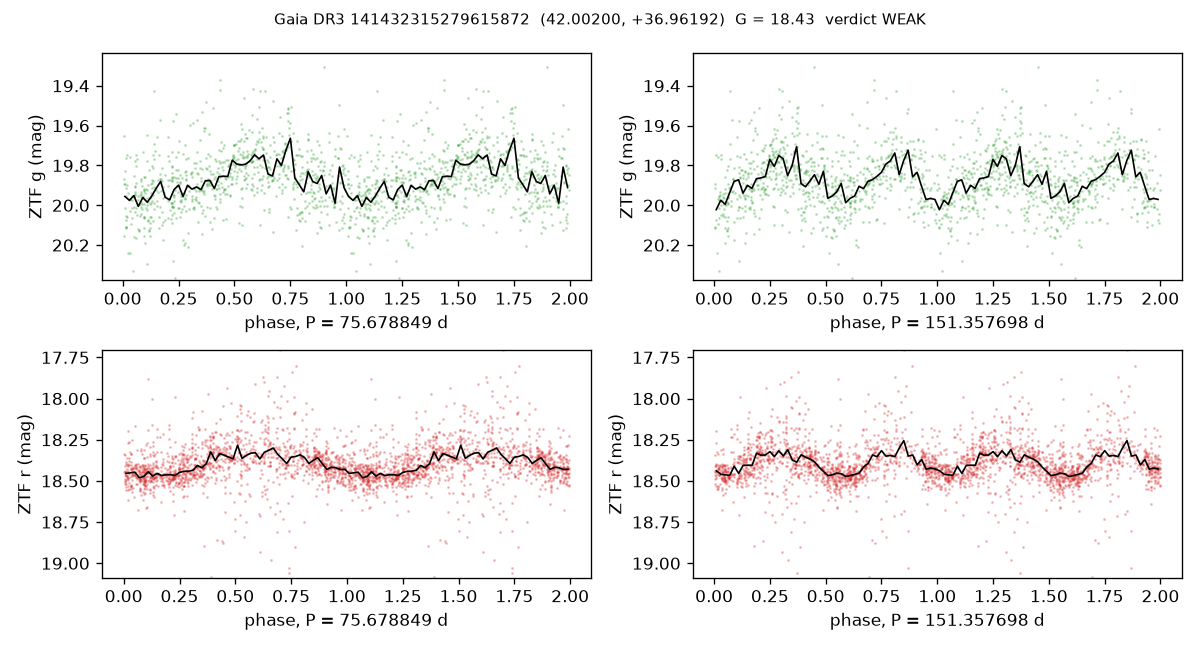 Gaia DR3 141432315279615872  (42.00200, +36.96192)  G = 18.43  verdict WEAK
ZTF g (mag)
19.4
19.6
19.8
20.0
20.2
0.00 0.25 0.50 0.75 1.00 1.25 1.50 1.75 2.00
phase, P = 75.678849 d
ZTF g (mag)
19.4
19.6
19.8
20.0
20.2
0.00 0.25 0.50 0.75 1.00 1.25 1.50 1.75 2.00
phase, P = 151.357698 d
ZTF r (mag)
17.75
18.00
18.25
18.50
18.75
19.00
0.00 0.25 0.50 0.75 1.00 1.25 1.50 1.75 2.00
phase, P = 75.678849 d
ZTF r (mag)
17.75
18.00
18.25
18.50
18.75
19.00
0.00 0.25 0.50 0.75 1.00 1.25 1.50 1.75 2.00
phase, P = 151.357698 d